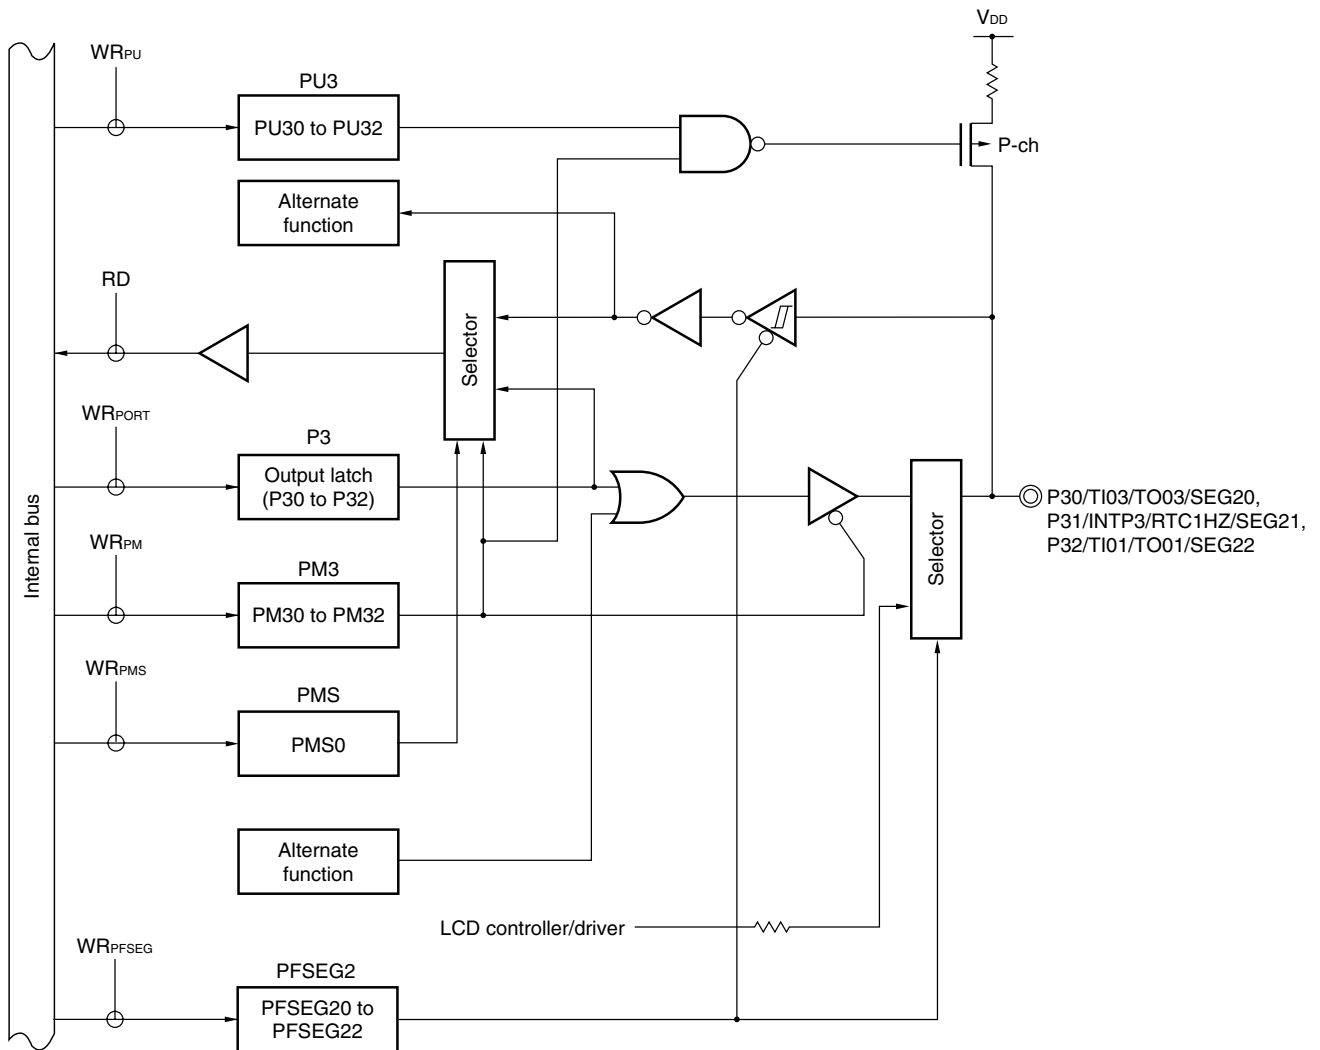 VDD
WRPU
PU3
PU30 to PU32
P-ch
Alternate
function
RD
Selector
WRPORT
P3
Output latch
(P30 to P32)
P30/TI03/TO03/SEG20,
P31/INTP3/RTC1HZ/SEG21,
P32/TI01/TO01/SEG22
Internal bus
WRPM
PM3
PM30 to PM32
Selector
WRPMS
PMS
PMS0
Alternate
function
LCD controller/driver
WRPFSEG
PFSEG2
PFSEG20 to
PFSEG22